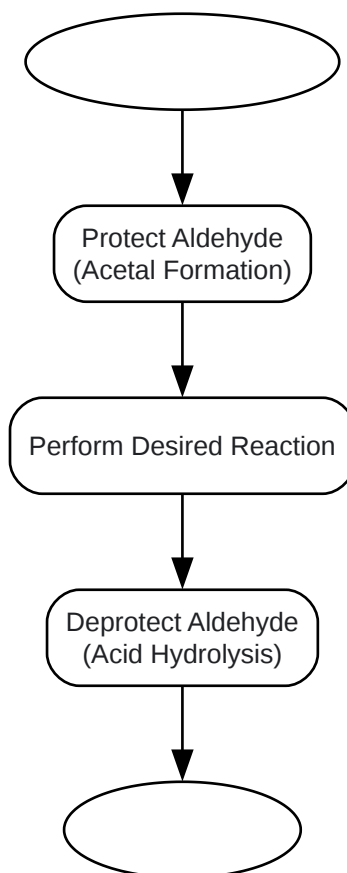 Protect Aldehyde
(Acetal Formation)
Perform Desired Reaction
Deprotect Aldehyde
(Acid Hydrolysis)